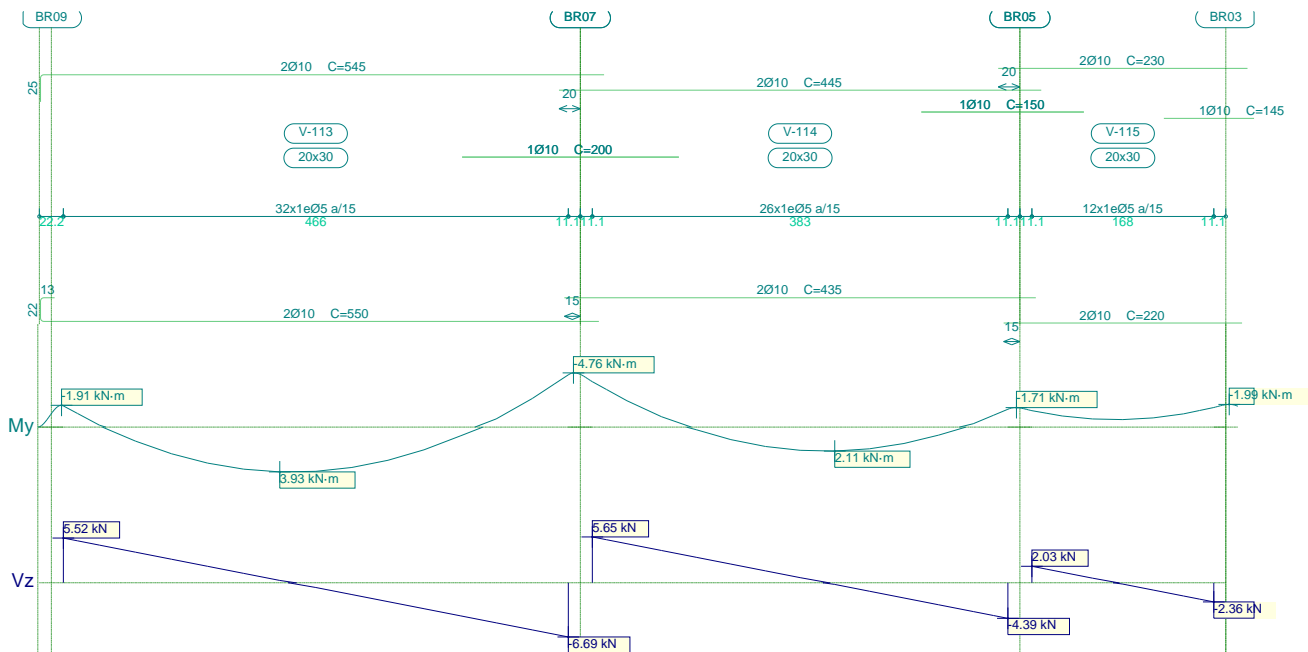 BR09 BR07 BR05 BR03
2Ø10 C=230
2Ø10 C=545
20
2Ø10 C=445
25
20
1Ø10 C=150
1Ø10 C=145
V-113 V-114 V-115
1Ø10 C=200
20x30 20x30 20x30
32x1eØ5 a/15 26x1eØ5 a/15 12x1eØ5 a/15
22.2 466 11.1 11.1 383 11.1 11.1 168 11.1
13
2Ø10 C=435
15
22
2Ø10 C=550
2Ø10 C=220
15
-4.76 kN·m
-1.91 kN·m -1.71 kN·m -1.99 kN·m
My
2.11 kN·m
3.93 kN·m
5.52 kN 5.65 kN
2.03 kN
Vz
-2.36 kN
-4.39 kN
-6.69 kN